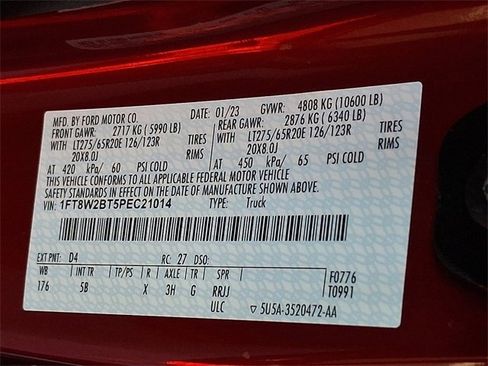 MFD. BY FORD MOTOR CO. DATE: 01/23 GVWR: 4808 KG (10600 LB)
FRONT GAWR: 2717 KG (5990 LB) REAR GAWR: 2876 KG (6340 LB)
WITH LT275/65R20E 126/123R TIRES WITH LT275/65R20E 126/123R TIRES
20X8.0J RIMS 20X8.0J RIMS
AT 420 kPa/ 60 PSI COLD AT 450 kPa/ 65 PSI COLD
THIS VEHICLE CONFORMS TO ALL APPLICABLE FEDERAL MOTOR VEHICLE
SAFETY STANDARDS IN EFFECT ON THE DATE OF MANUFACTURE SHOWN ABOVE.
VIN: 1FT8W2BT5PEC21014 TYPE: Truck
EXT PNT: D4 RC: 27 DSO:
WB INT TR TP/PS R AXLE TR SPR F0776
176 5B X 3H G RRJJ T0991
ULC ▽ 5U5A-3520472-AA